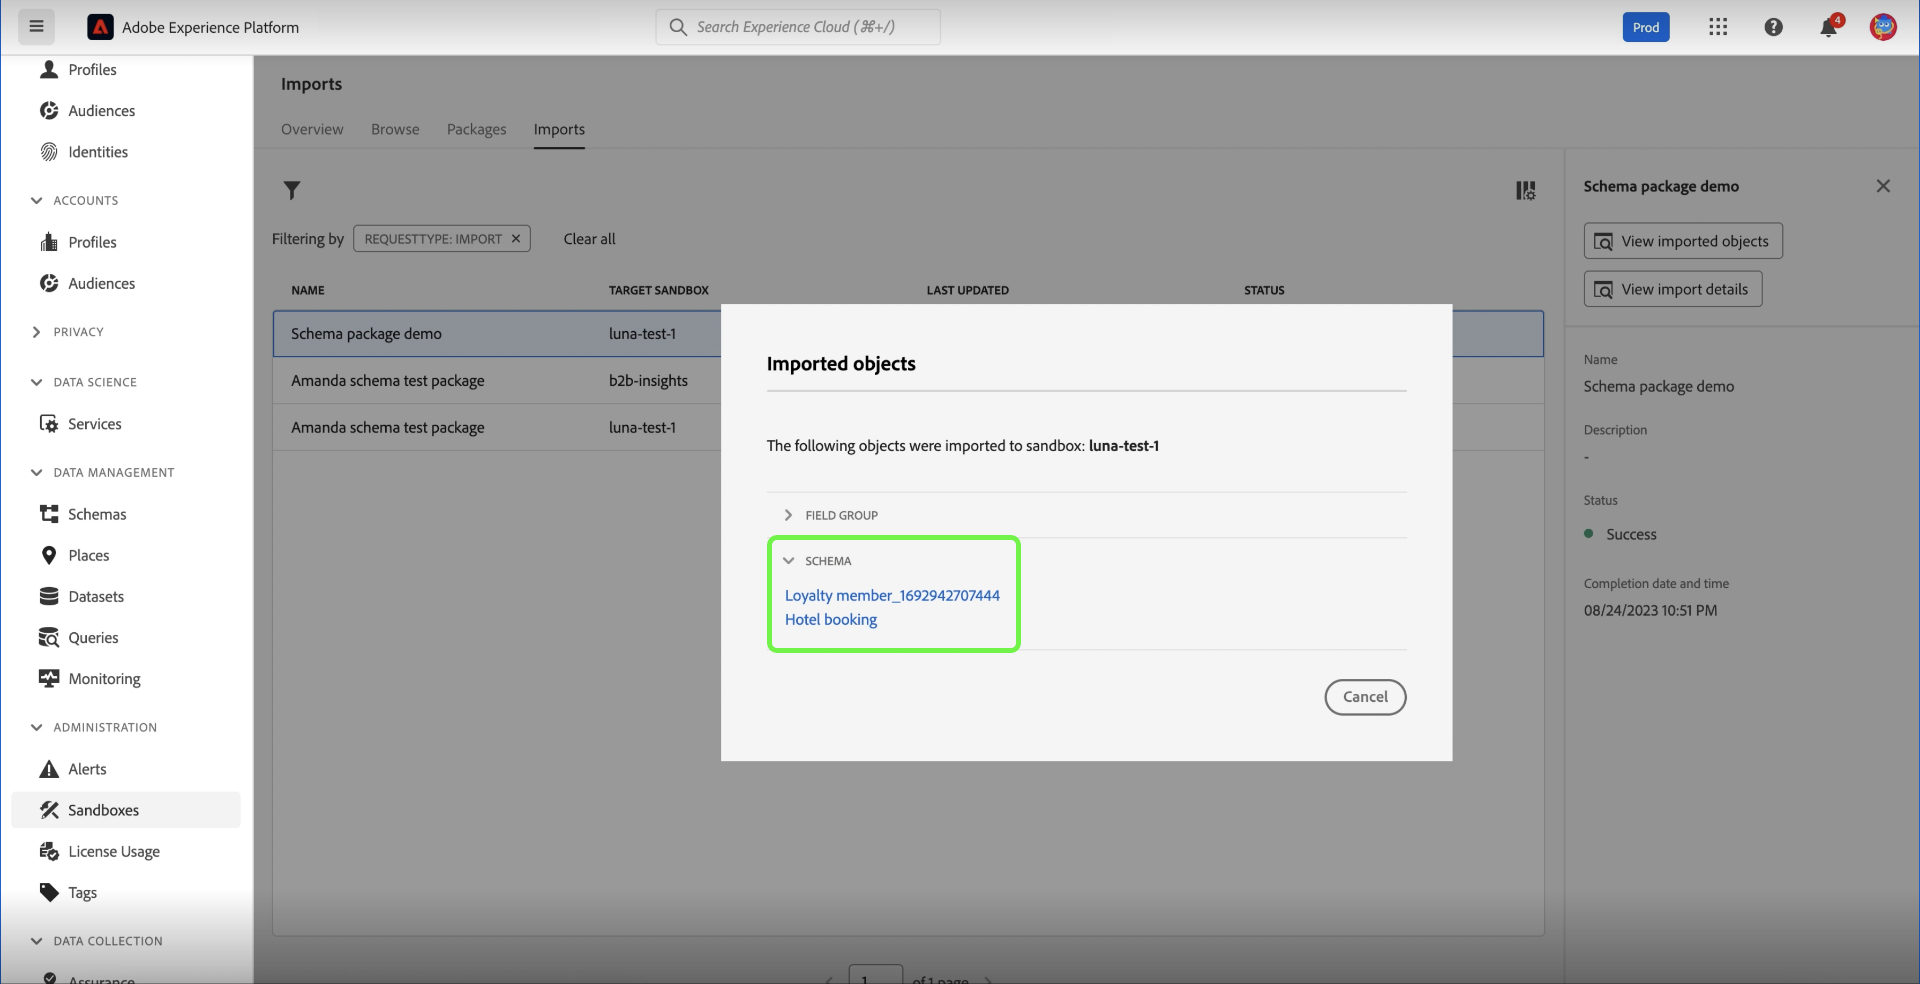 Adobe Experience Platform
Search Experience Cloud (⌘+/)
Prod
4
Profiles
Audiences
Identities
ACCOUNTS
Profiles
Audiences
PRIVACY
DATA SCIENCE
Services
DATA MANAGEMENT
Schemas
Places
Datasets
Queries
Monitoring
ADMINISTRATION
Alerts
Sandboxes
License Usage
Tags
DATA COLLECTION
Assurance
Imports
Overview Browse Packages Imports
Filtering by REQUESTTYPE: IMPORT Clear all
NAME TARGET SANDBOX LAST UPDATED STATUS
Schema package demo luna-test-1
Amanda schema test package b2b-insights
Amanda schema test package luna-test-1
Imported objects
The following objects were imported to sandbox: luna-test-1
FIELD GROUP
SCHEMA
Loyalty member_1692942707444
Hotel booking
Cancel
1 of 1 page
Schema package demo
View imported objects
View import details
Name
Schema package demo
Description
-
Status
Success
Completion date and time
08/24/2023 10:51 PM